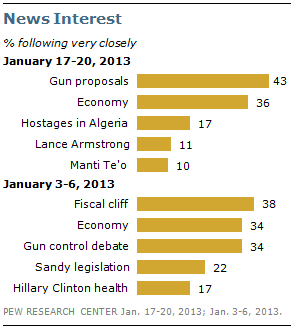 News Interest
% following very closely
January 17-20, 2013
Gun proposals 43
Economy 36
Hostages in Algeria 17
Lance Armstrong 11
Manti Te'o 10
January 3-6, 2013
Fiscal cliff 38
Economy 34
Gun control debate 34
Sandy legislation 22
Hillary Clinton health 17
PEW RESEARCH CENTER Jan. 17-20, 2013; Jan. 3-6, 2013.